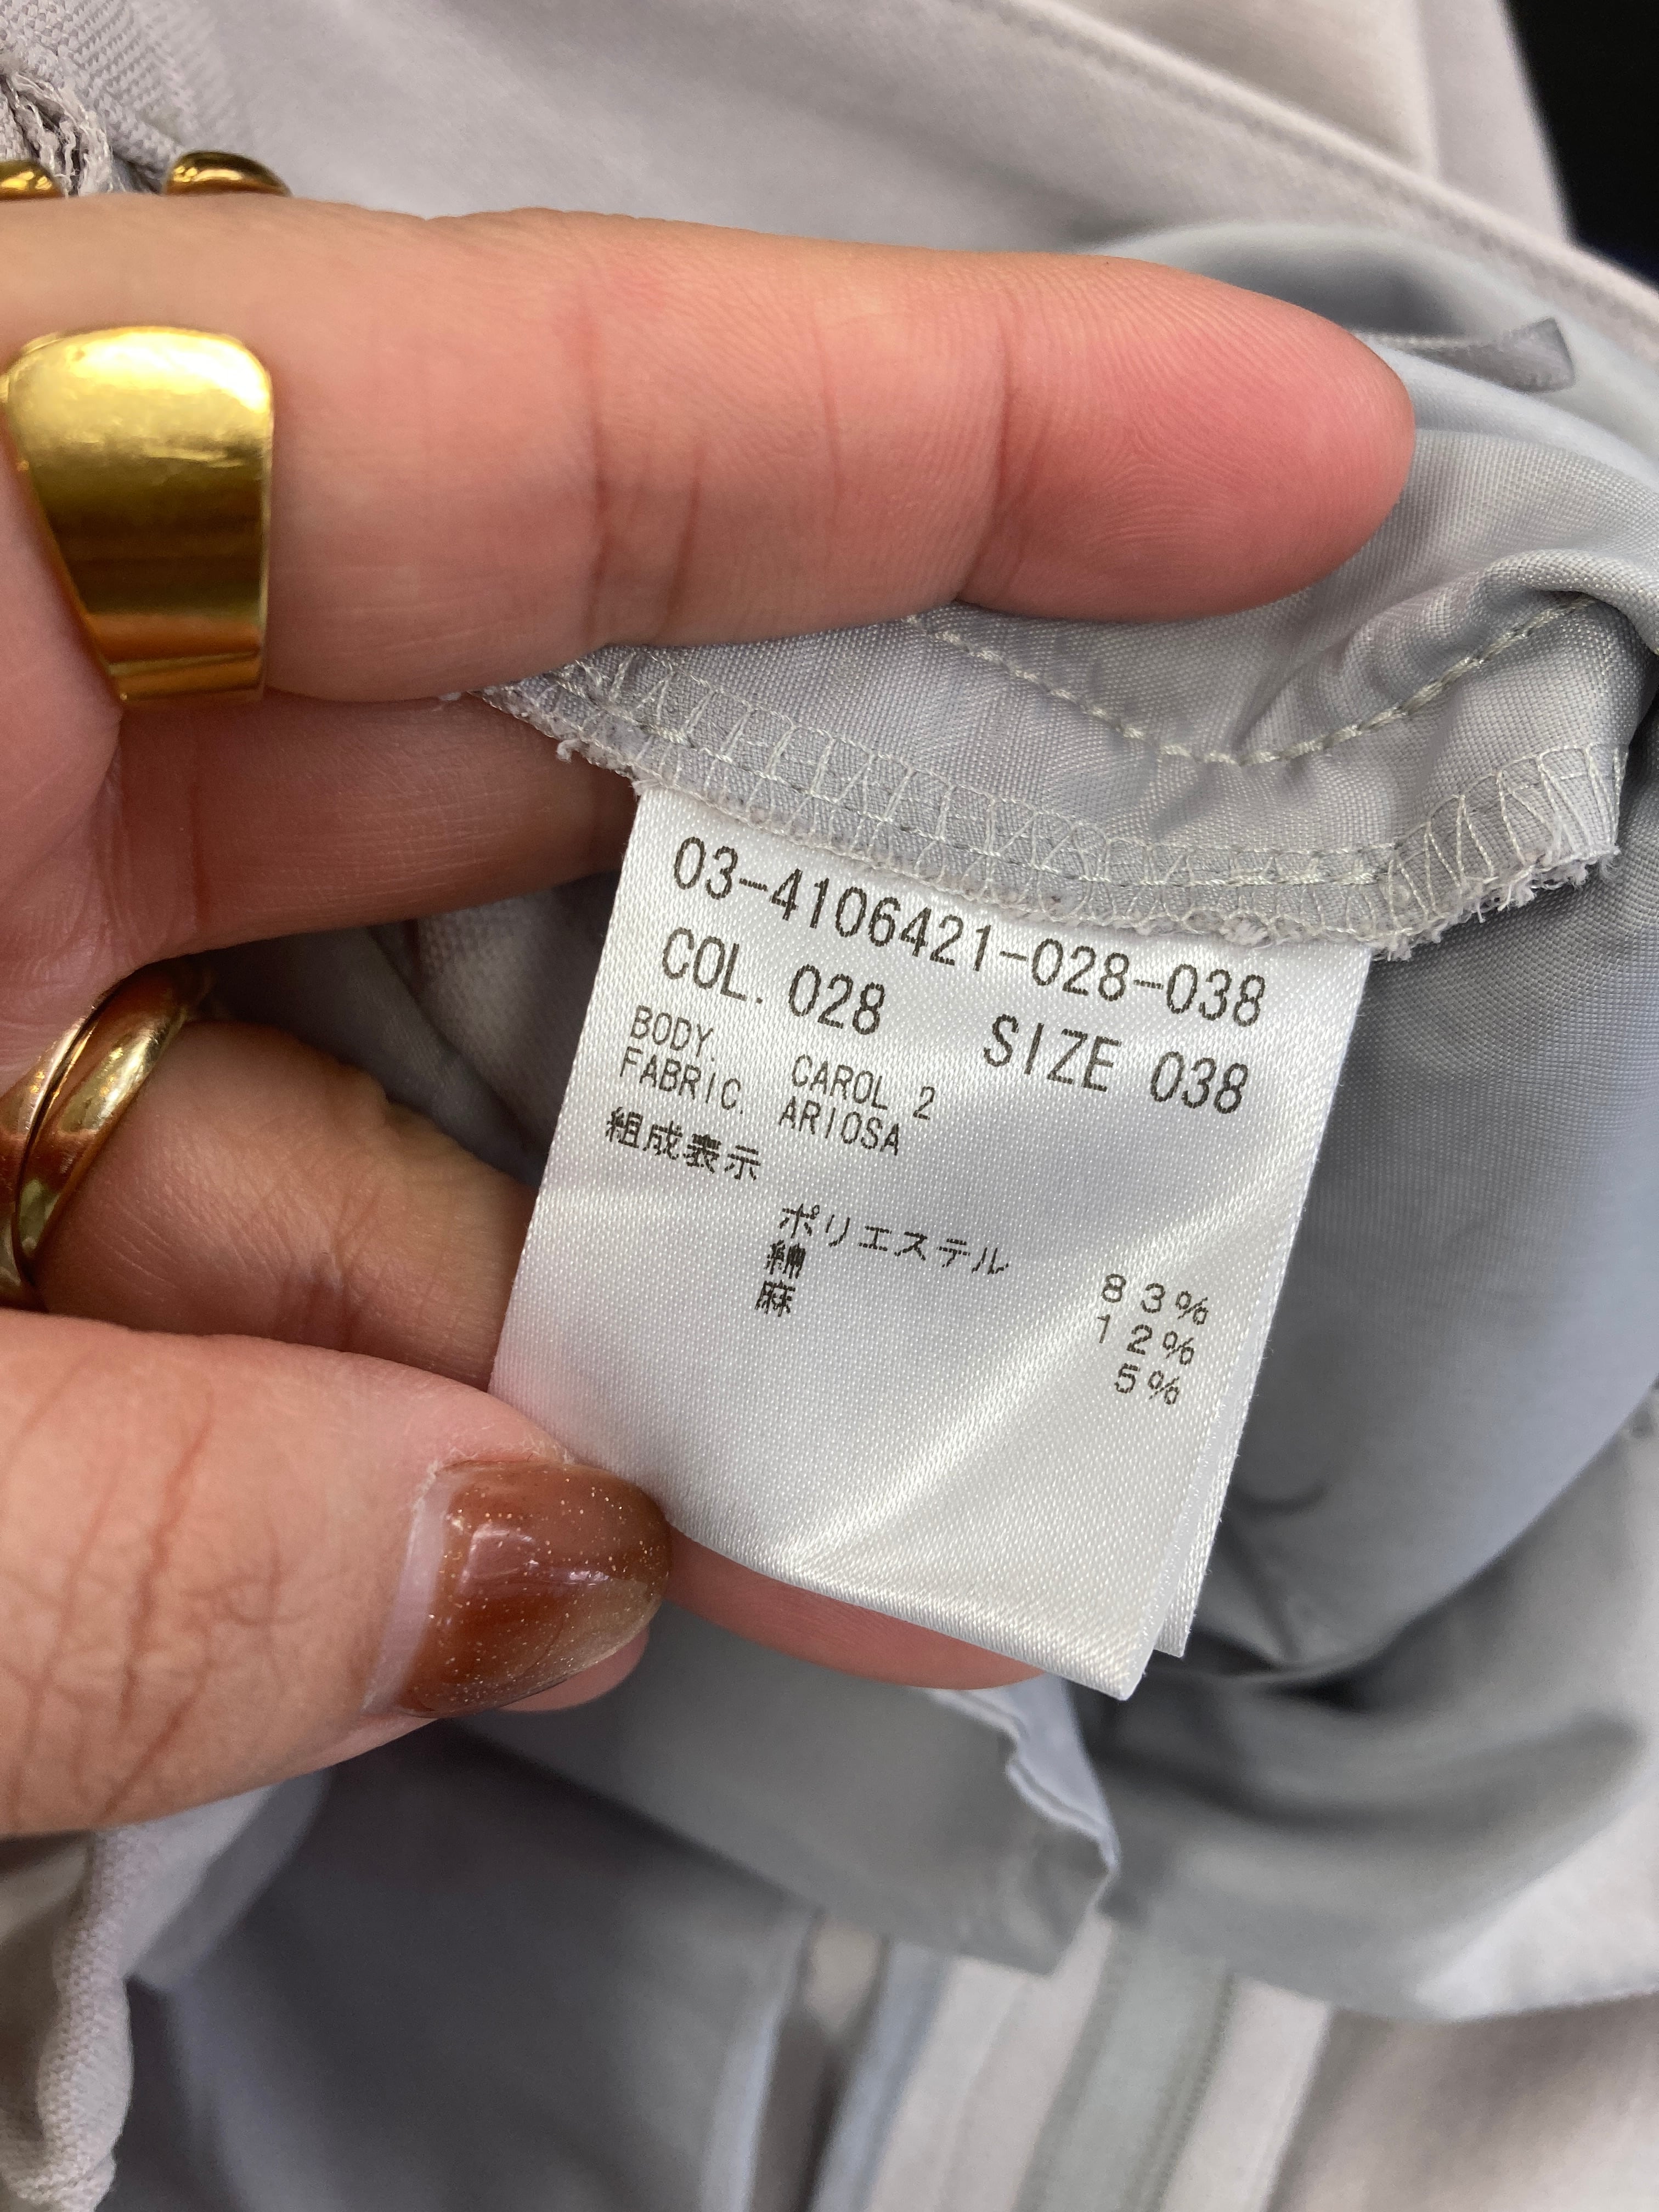 03-4106421-028-038
COL. 028 SIZE 038
BODY. CAROL 2
FABRIC. ARIOSA
組成表示
ポリエステル 83%
綿 12%
麻 5%